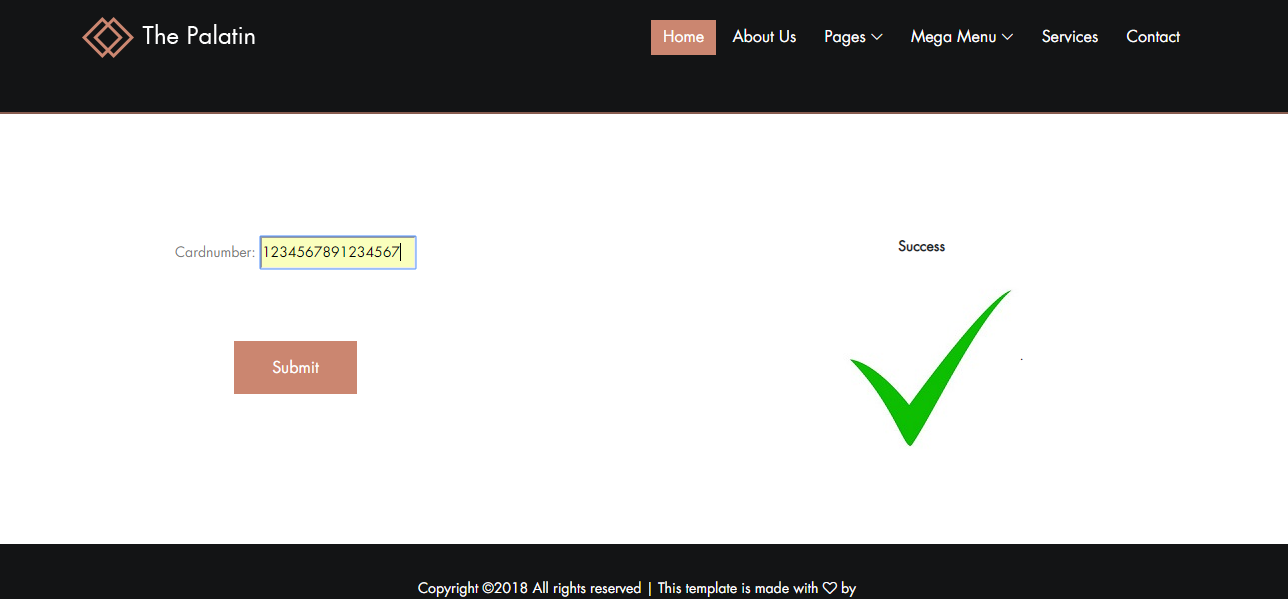 The Palatin
Home About Us Pages Mega Menu Services Contact
Cardnumber: 1234567891234567
Success
Submit
Copyright ©2018 All rights reserved | This template is made with ♡ by